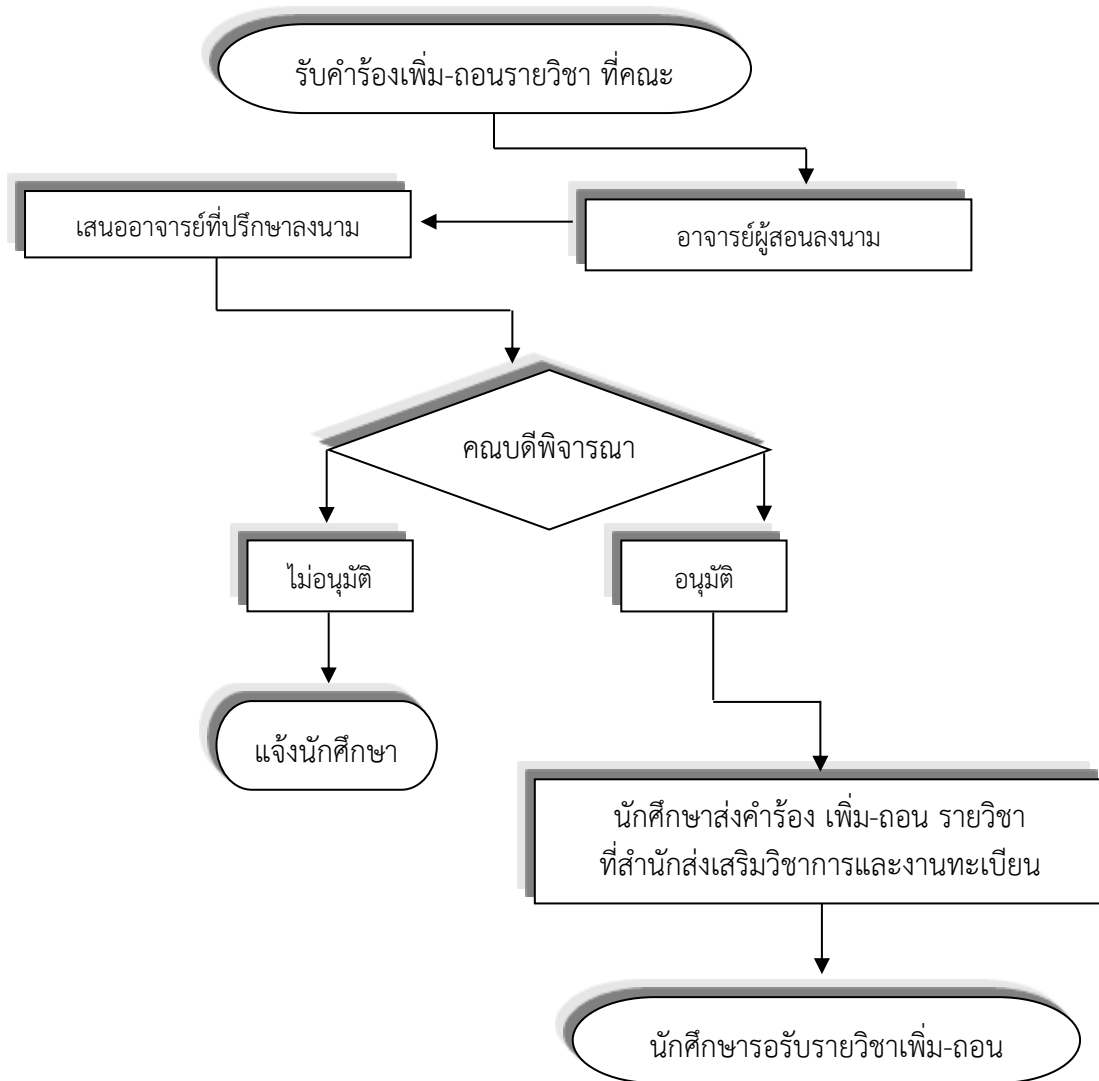 รับคำร้องเพิ่ม-ถอนรายวิชา ที่คณะ
อาจารย์ผู้สอนลงนาม
เสนออาจารย์ที่ปรึกษาลงนาม
คณบดีพิจารณา
ไม่อนุมัติ
อนุมัติ
แจ้งนักศึกษา
นักศึกษาส่งคำร้อง เพิ่ม-ถอน รายวิชา
ที่สำนักส่งเสริมวิชาการและงานทะเบียน
นักศึกษารอรับรายวิชาเพิ่ม-ถอน